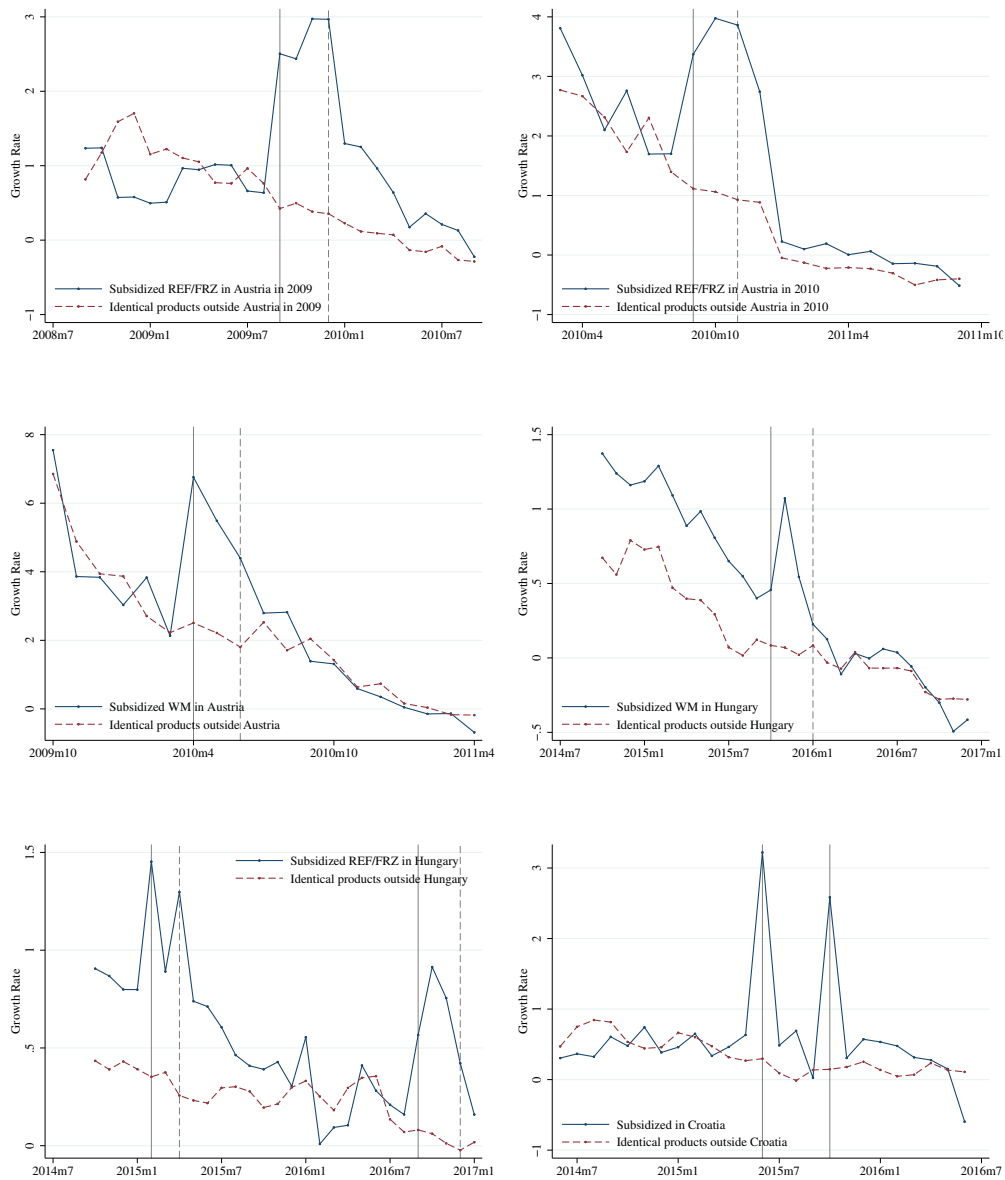 3
2
1
0
−1
Growth Rate
Subsidized REF/FRZ in Austria in 2009
Identical products outside Austria in 2009
2008m7 2009m1 2009m7 2010m1 2010m7
4
3
2
1
0
−1
Growth Rate
Subsidized REF/FRZ in Austria in 2010
Identical products outside Austria in 2010
2010m4 2010m10 2011m4 2011m10
8
6
4
2
0
Growth Rate
Subsidized WM in Austria
Identical products outside Austria
2009m10 2010m4 2010m10 2011m4
1.5
1
.5
0
−.5
Growth Rate
Subsidized WM in Hungary
Identical products outside Hungary
2014m7 2015m1 2015m7 2016m1 2016m7 2017m1
1.5
1
.5
0
Growth Rate
Subsidized REF/FRZ in Hungary
Identical products outside Hungary
2014m7 2015m1 2015m7 2016m1 2016m7 2017m1
3
2
1
0
−1
Growth Rate
Subsidized in Croatia
Identical products outside Croatia
2014m7 2015m1 2015m7 2016m1 2016m7